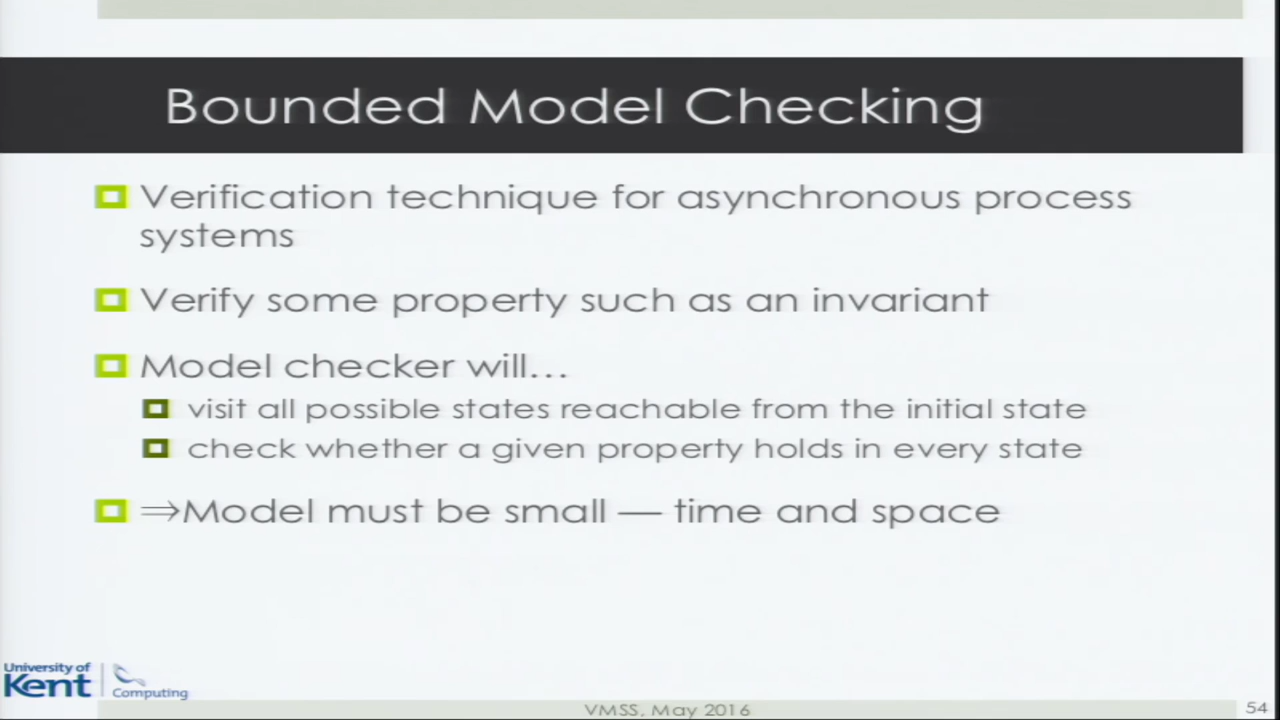 Bounded Model Checking
Verification technique for asynchronous process
systems
Verify some property such as an invariant
Model checker will…
visit all possible states reachable from the initial state
check whether a given property holds in every state
⇒Model must be small — time and space
University of
Kent
Computing
VMSS, May 2016
54